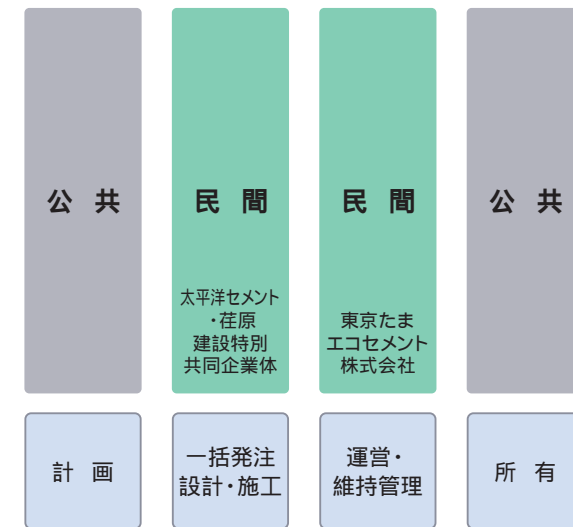 公共
民間
太平洋セメント
・荏原
建設特別
共同企業体
民間
東京たま
エコセメント
株式会社
公共
計画
一括発注
設計・施工
運営・
維持管理
所有